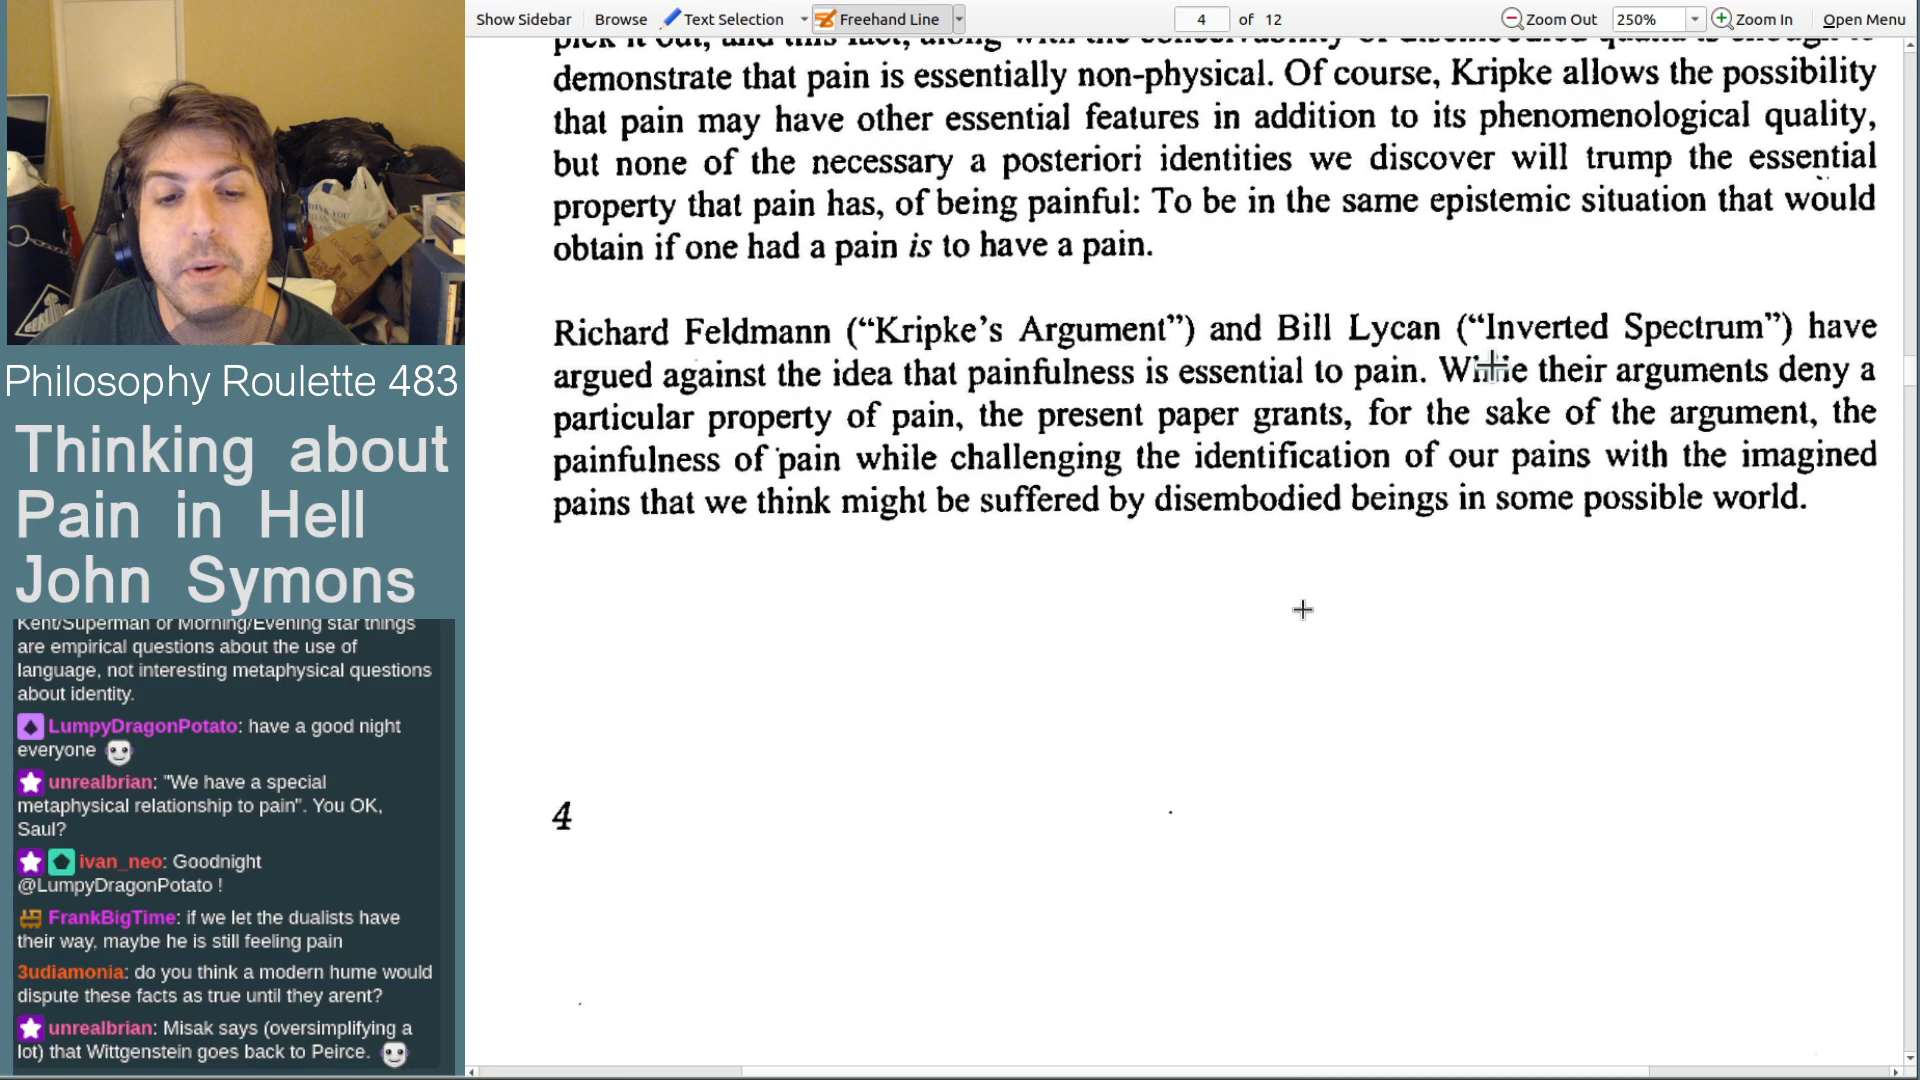 Show Sidebar Browse Text Selection Freehand Line 4 of 12 Zoom Out 250% Zoom In Open Menu
demonstrate that pain is essentially non-physical. Of course, Kripke allows the possibility
that pain may have other essential features in addition to its phenomenological quality,
but none of the necessary a posteriori identities we discover will trump the essential
property that pain has, of being painful: To be in the same epistemic situation that would
obtain if one had a pain is to have a pain.
Richard Feldmann (“Kripke’s Argument”) and Bill Lycan (“Inverted Spectrum”) have
argued against the idea that painfulness is essential to pain. While their arguments deny a
particular property of pain, the present paper grants, for the sake of the argument, the
painfulness of pain while challenging the identification of our pains with the imagined
pains that we think might be suffered by disembodied beings in some possible world.
4
Philosophy Roulette 483
Thinking about
Pain in Hell
John Symons
Kent/Superman or Morning/Evening star things
are empirical questions about the use of
language, not interesting metaphysical questions
about identity.
LumpyDragonPotato: have a good night
everyone
unrealbrian: "We have a special
metaphysical relationship to pain". You OK,
Saul?
ivan_neo: Goodnight
@LumpyDragonPotato !
FrankBigTime: if we let the dualists have
their way, maybe he is still feeling pain
3udiamonia: do you think a modern hume would
dispute these facts as true until they arent?
unrealbrian: Misak says (oversimplifying a
lot) that Wittgenstein goes back to Peirce.